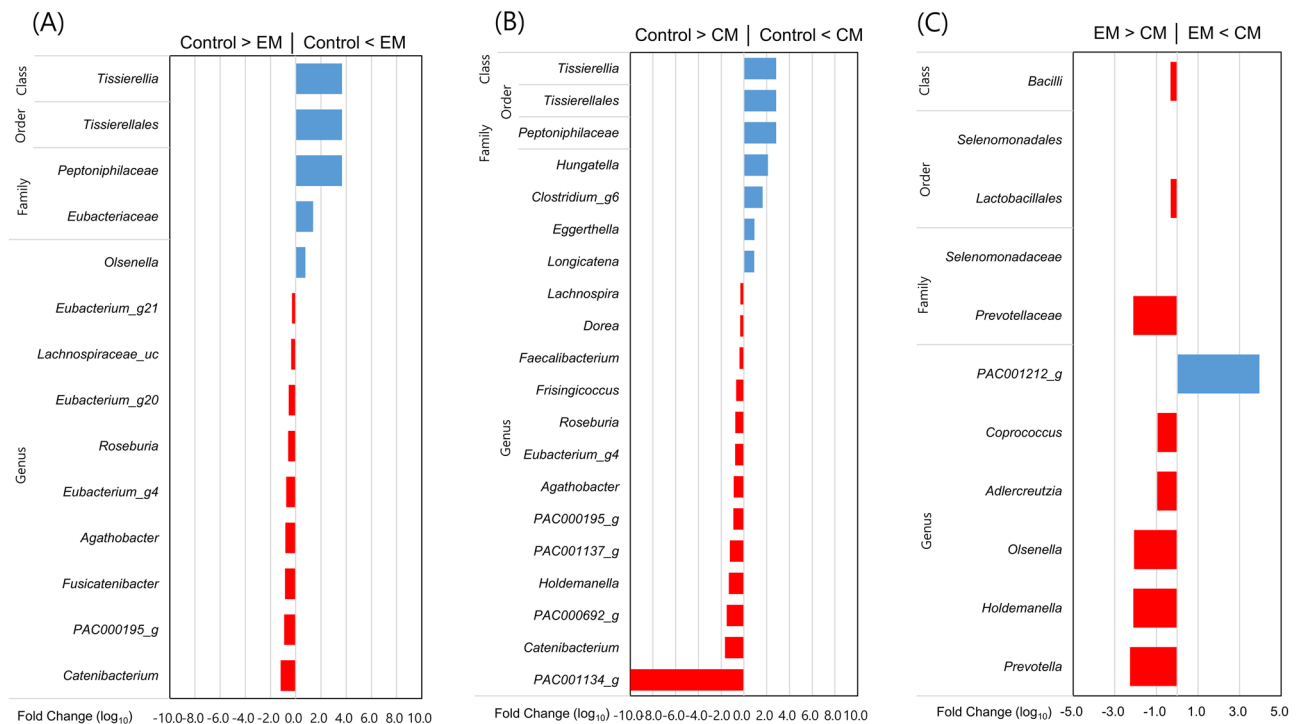 (A)
Control > EM | Control < EM
Class
Tissierellia
Order
Tissierellales
Family
Peptoniphilaceae
Eubacteriaceae
Genus
Olsenella
Eubacterium_g21
Lachnospiraceae_uc
Eubacterium_g20
Roseburia
Eubacterium_g4
Agathobacter
Fusicatenibacter
PAC000195_g
Catenibacterium
Fold Change (log10) -10.0 -8.0 -6.0 -4.0 -2.0 0.0 2.0 4.0 6.0 8.0 10.0
(B)
Control > CM | Control < CM
Class
Tissierellia
Order
Tissierellales
Family
Peptoniphilaceae
Genus
Hungatella
Clostridium_g6
Eggerthella
Longicatena
Lachnospira
Dorea
Faecalibacterium
Frisingicoccus
Roseburia
Eubacterium_g4
Agathobacter
PAC000195_g
PAC001137_g
Holdemanella
PAC000692_g
Catenibacterium
PAC001134_g
Fold Change (log10) -10.0 -8.0 -6.0 -4.0 -2.0 0.0 2.0 4.0 6.0 8.0 10.0
(C)
EM > CM | EM < CM
Class
Bacilli
Order
Selenomonadales
Lactobacillales
Family
Selenomonadaceae
Prevotellaceae
Genus
PAC001212_g
Coprococcus
Adlercreutzia
Olsenella
Holdemanella
Prevotella
Fold Change (log10) -5.0 -3.0 -1.0 1.0 3.0 5.0